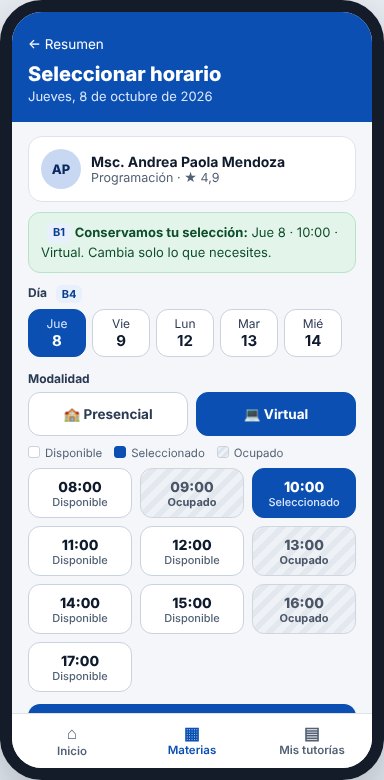 ← Resumen
Seleccionar horario
Jueves, 8 de octubre de 2026
AP
Msc. Andrea Paola Mendoza
Programación · ★ 4,9
B1 Conservamos tu selección: Jue 8 · 10:00 ·
Virtual. Cambia solo lo que necesites.
Día B4
Jue Vie Lun Mar Mié
8 9 12 13 14
Modalidad
🏫 Presencial 💻 Virtual
Disponible Seleccionado Ocupado
08:00 09:00 10:00
Disponible Ocupado Seleccionado
11:00 12:00 13:00
Disponible Disponible Ocupado
14:00 15:00 16:00
Disponible Disponible Ocupado
17:00
Disponible
Inicio Materias Mis tutorías